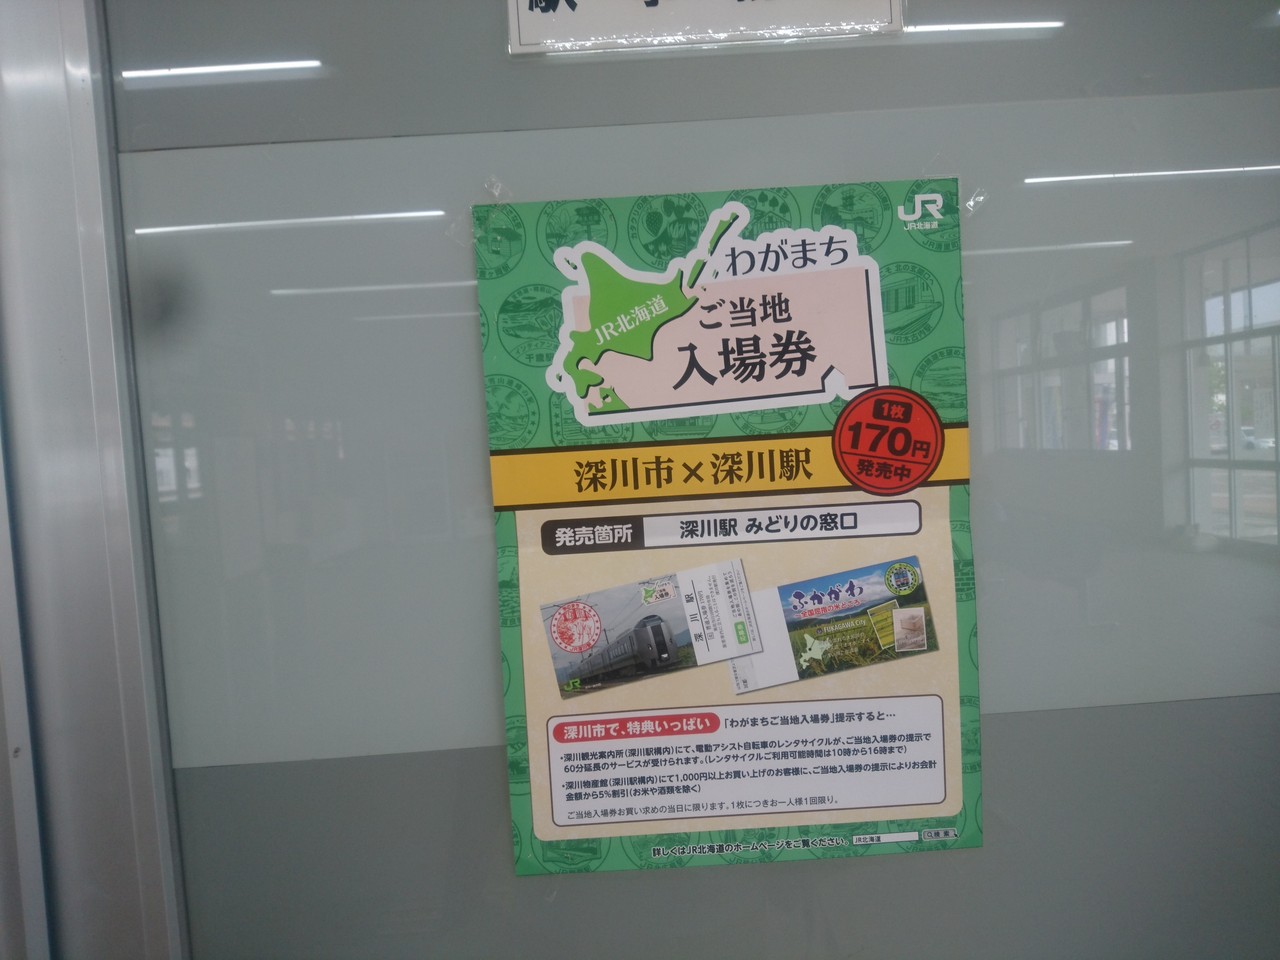 JR
JR北海道
わがまち
ご当地
入場券
JR北海道
1枚
170円
発売中
深川市×深川駅
発売箇所
深川駅 みどりの窓口
深川駅
入場券
JR
ふかがわ
FUKAGAWA City
深川市で、特典いっぱい
「わがまちご当地入場券」提示すると…
・深川観光案内所(深川駅構内)にて、電動アシスト自転車のレンタサイクルが、ご当地入場券の提示で
60分延長のサービスが受けられます。(レンタサイクルご利用可能時間は10時から16時まで)
・深川物産館(深川駅構内)にて1,000円以上お買い上げのお客様に、ご当地入場券の提示によりお会計
金額から5%割引(お米や酒類を除く)
ご当地入場券お買い求めの当日に限ります。1枚につきお一人様1回限り。
詳しくはJR北海道のホームページをご覧ください。
JR北海道
検索